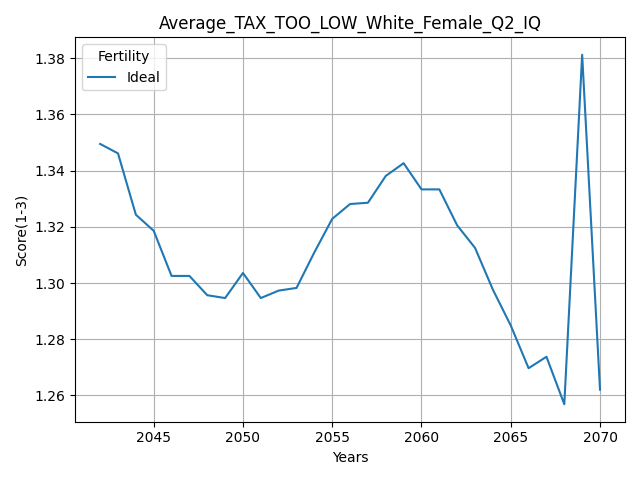 Average_TAX_TOO_LOW_White_Female_Q2_IQ
Fertility
Ideal
Score(1-3)
1.38
1.36
1.34
1.32
1.30
1.28
1.26
2045
2050
2055
2060
2065
2070
Years